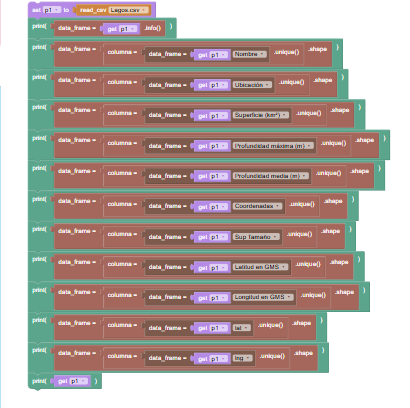 set p1 to read_csv Lagos.csv
print( data_frame = get p1 .info() )
print( data_frame = columna = data_frame = get p1 Nombre .unique() .shape )
print( data_frame = columna = data_frame = get p1 Ubicación .unique() .shape )
print( data_frame = columna = data_frame = get p1 Superficie (km²) .unique() .shape )
print( data_frame = columna = data_frame = get p1 Profundidad máxima (m) .unique() .shape )
print( data_frame = columna = data_frame = get p1 Profundidad media (m) .unique() .shape )
print( data_frame = columna = data_frame = get p1 Coordenadas .unique() .shape )
print( data_frame = columna = data_frame = get p1 Sup Tamaño .unique() .shape )
print( data_frame = columna = data_frame = get p1 Latitud en GMS .unique() .shape )
print( data_frame = columna = data_frame = get p1 Longitud en GMS .unique() .shape )
print( data_frame = columna = data_frame = get p1 lat .unique() .shape )
print( data_frame = columna = data_frame = get p1 lng .unique() .shape )
print( get p1 )